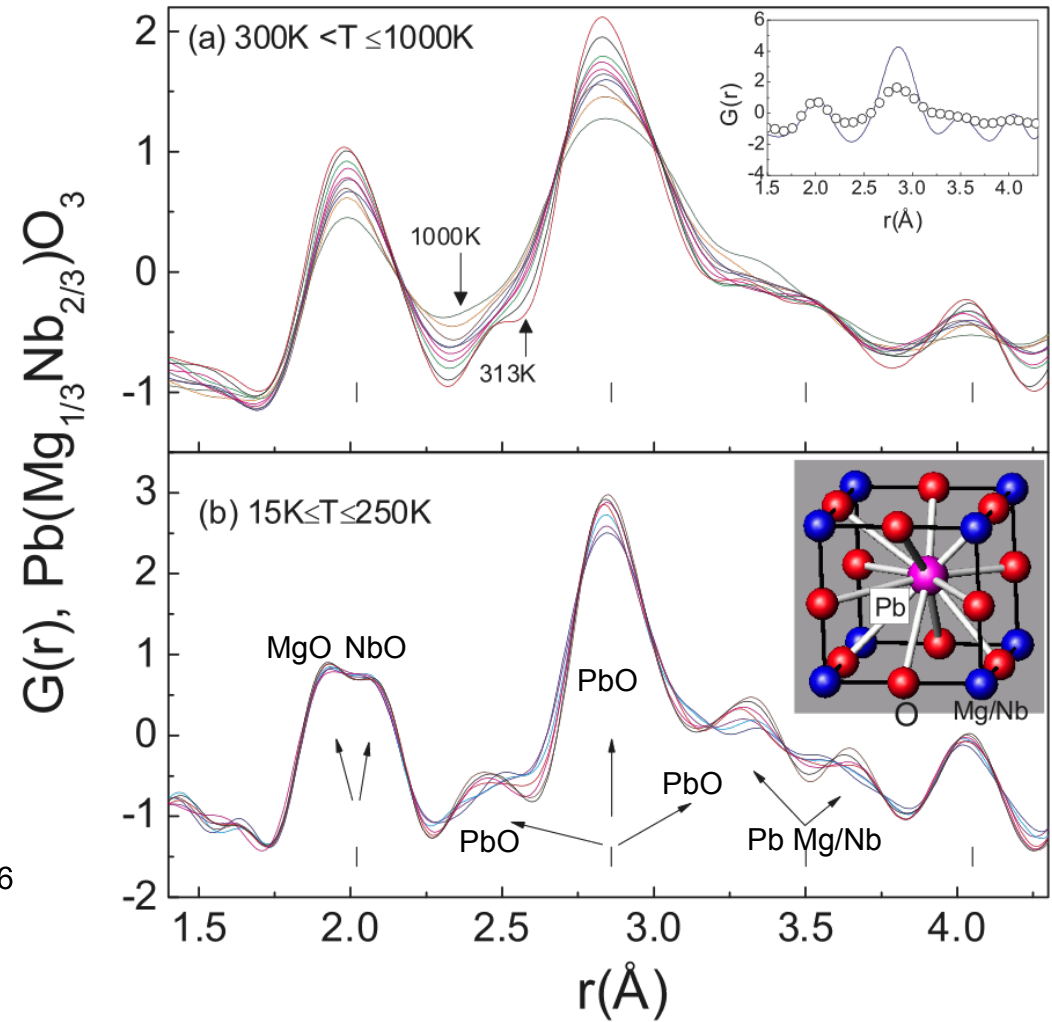 G(r), Pb(Mg1/3Nb2/3)O3
(a) 300K <T ≤1000K
2
1
0
-1
1000K
313K
G(r)
6
4
2
0
-2
-4
1.5 2.0 2.5 3.0 3.5 4.0
r(Å)
(b) 15K≤T≤250K
3
2
1
0
-1
-2
MgO NbO
PbO
PbO
PbO
Pb Mg/Nb
Pb
O Mg/Nb
6
1.5 2.0 2.5 3.0 3.5 4.0
r(Å)